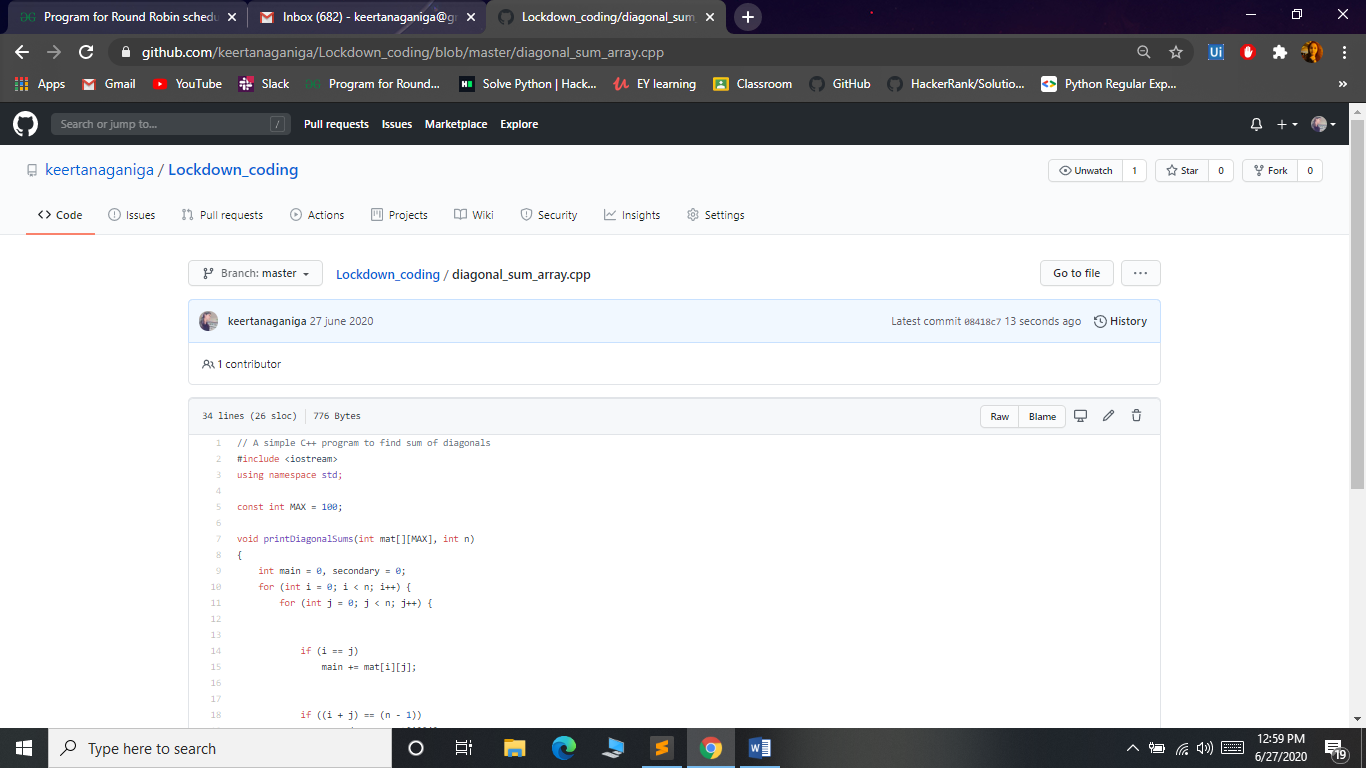 Program for Round Robin schedu
Inbox (682) - keertanaganiga@gr
Lockdown_coding/diagonal_sum
github.com/keertanaganiga/Lockdown_coding/blob/master/diagonal_sum_array.cpp
Apps Gmail YouTube Slack Program for Round... Solve Python | Hack... EY learning Classroom GitHub HackerRank/Solutio... Python Regular Exp... »
Search or jump to... / Pull requests Issues Marketplace Explore
keertanaganiga / Lockdown_coding Unwatch 1 Star 0 Fork 0
Code Issues Pull requests Actions Projects Wiki Security Insights Settings
Branch: master Lockdown_coding / diagonal_sum_array.cpp Go to file ...
keertanaganiga 27 june 2020 Latest commit 08418c7 13 seconds ago History
1 contributor
34 lines (26 sloc) 776 Bytes Raw Blame
1 // A simple C++ program to find sum of diagonals
2 #include <iostream>
3 using namespace std;
4
5 const int MAX = 100;
6
7 void printDiagonalSums(int mat[][MAX], int n)
8 {
9 int main = 0, secondary = 0;
10 for (int i = 0; i < n; i++) {
11 for (int j = 0; j < n; j++) {
12
13
14 if (i == j)
15 main += mat[i][j];
16
17
18 if ((i + j) == (n - 1))
Type here to search
12:59 PM
6/27/2020
19